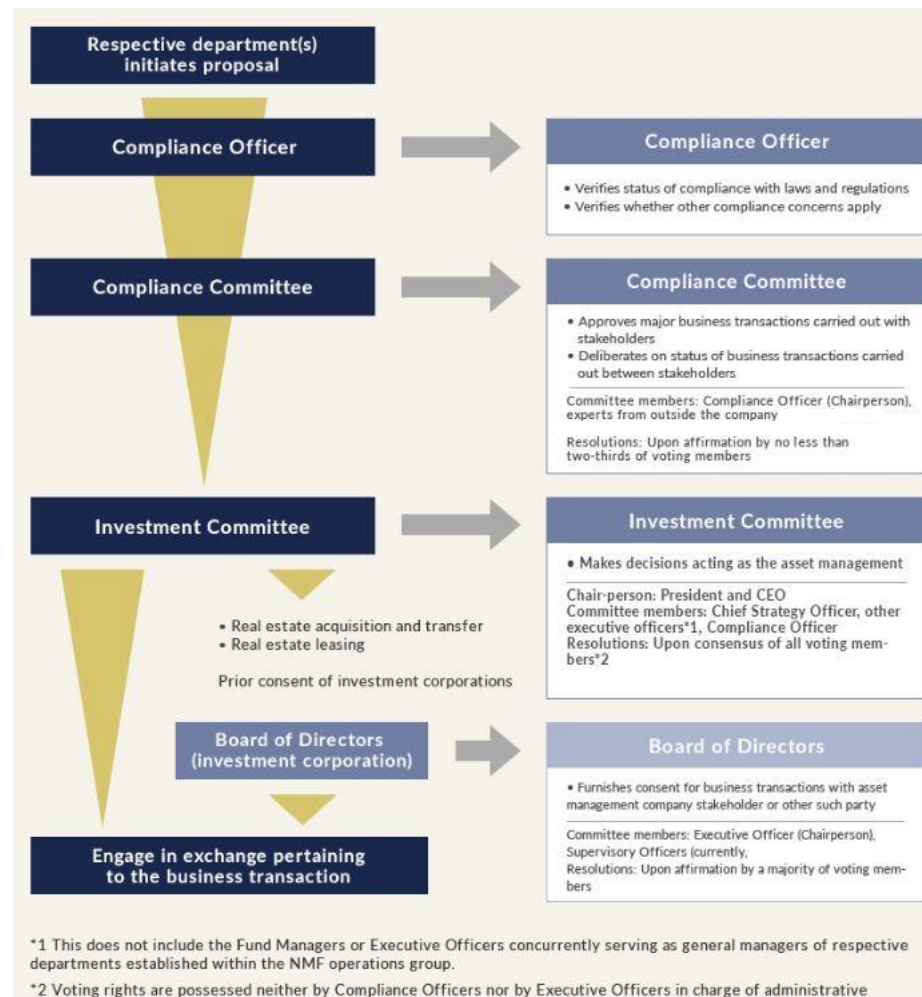 Respective department(s)
initiates proposal
Compliance Officer
Compliance Officer
• Verifies status of compliance with laws and regulations
• Verifies whether other compliance concerns apply
Compliance Committee
Compliance Committee
• Approves major business transactions carried out with
stakeholders
• Deliberates on status of business transactions carried
out between stakeholders
Committee members: Compliance Officer (Chairperson),
experts from outside the company
Resolutions: Upon affirmation by no less than
two-thirds of voting members
Investment Committee
Investment Committee
• Makes decisions acting as the asset management
Chair-person: President and CEO
Committee members: Chief Strategy Officer, other
executive officers*1, Compliance Officer
Resolutions: Upon consensus of all voting mem-
bers*2
• Real estate acquisition and transfer
• Real estate leasing
Prior consent of investment corporations
Board of Directors
(investment corporation)
Board of Directors
• Furnishes consent for business transactions with asset
management company stakeholder or other such party
Committee members: Executive Officer (Chairperson),
Supervisory Officers (currently,
Resolutions: Upon affirmation by a majority of voting mem-
bers
Engage in exchange pertaining
to the business transaction
*1 This does not include the Fund Managers or Executive Officers concurrently serving as general managers of respective
departments established within the NMF operations group.
*2 Voting rights are possessed neither by Compliance Officers nor by Executive Officers in charge of administrative